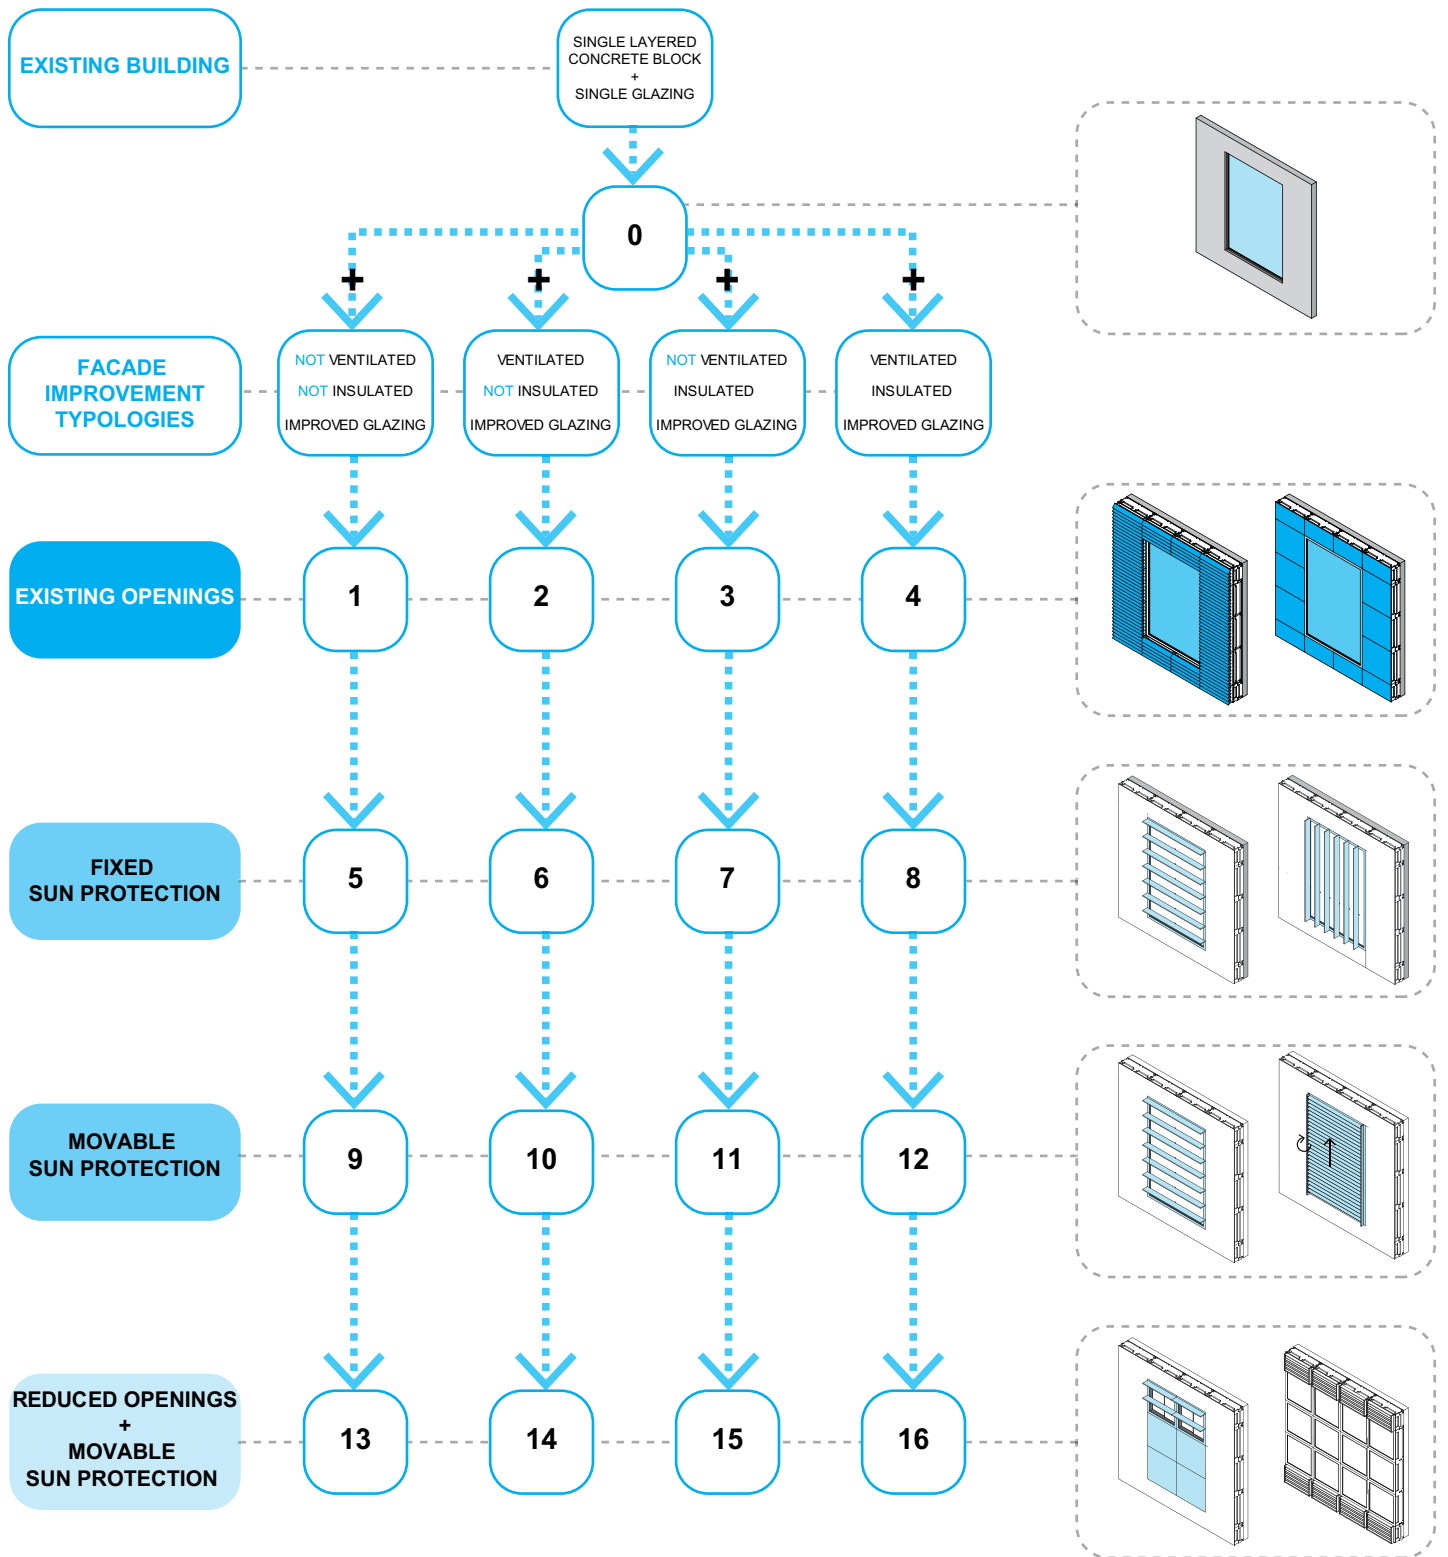 EXISTING BUILDING
SINGLE LAYERED
CONCRETE BLOCK
+
SINGLE GLAZING
0
+ + + +
FACADE
IMPROVEMENT
TYPOLOGIES
NOT VENTILATED
NOT INSULATED
IMPROVED GLAZING
VENTILATED
NOT INSULATED
IMPROVED GLAZING
NOT VENTILATED
INSULATED
IMPROVED GLAZING
VENTILATED
INSULATED
IMPROVED GLAZING
EXISTING OPENINGS
1 2 3 4
FIXED
SUN PROTECTION
5 6 7 8
MOVABLE
SUN PROTECTION
9 10 11 12
REDUCED OPENINGS
+
MOVABLE
SUN PROTECTION
13 14 15 16